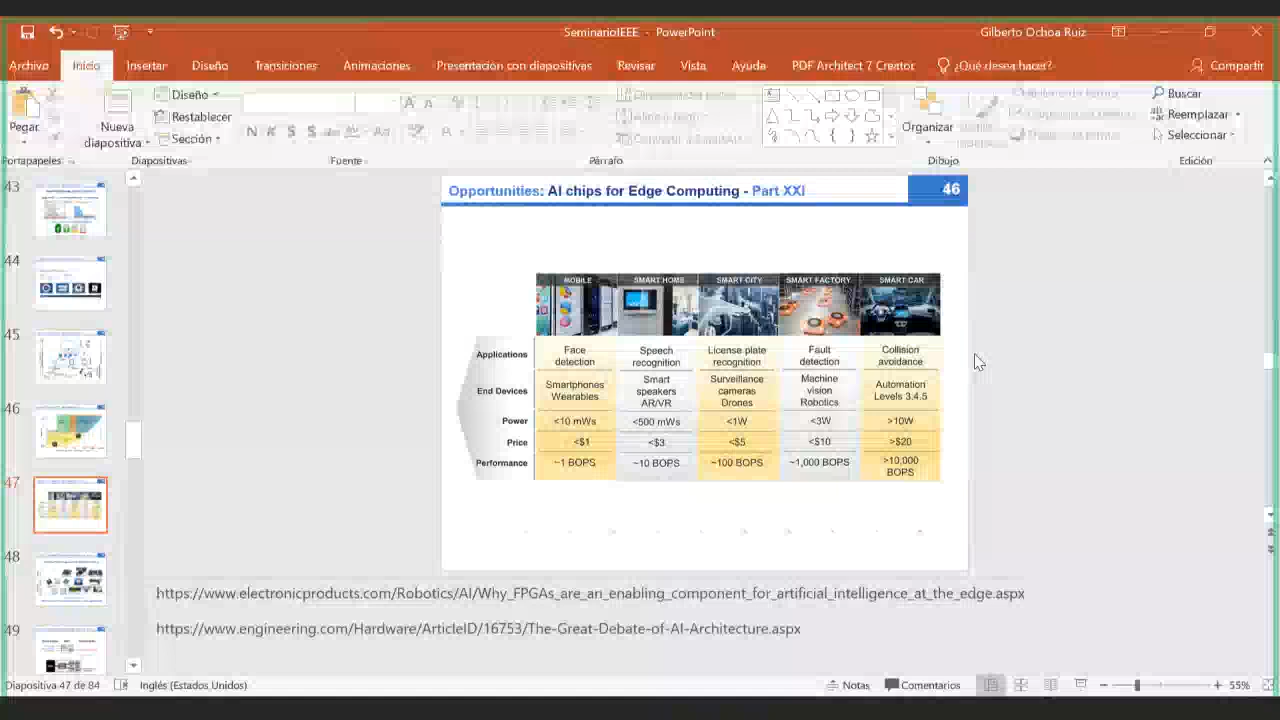 SeminarioIEEE - PowerPoint
Gilberto Ochoa Ruiz
Archivo Inicio Insertar Diseño Transiciones Animaciones Presentación con diapositivas Revisar Vista Ayuda PDF Architect 7 Creator ¿Qué desea hacer? Compartir
Pegar
Nueva diapositiva
Diseño
Restablecer
Sección
N K S S
Organizar
Buscar
Reemplazar
Seleccionar
Portapapeles Diapositivas Fuente Párrafo Dibujo Edición
43
44
45
46
47
48
49
Opportunities: AI chips for Edge Computing - Part XXI 46
MOBILE SMART HOME SMART CITY SMART FACTORY SMART CAR
Applications Face detection Speech recognition License plate recognition Fault detection Collision avoidance
End Devices Smartphones Wearables Smart speakers AR/VR Surveillance cameras Drones Machine vision Robotics Automation Levels 3.4.5
Power <10 mWs <500 mWs <1W <3W >10W
Price <$1 <$3 <$5 <$10 >$20
Performance ~1 BOPS ~10 BOPS ~100 BOPS ~1,000 BOPS >10,000 BOPS
https://www.electronicproducts.com/Robotics/AI/Why_FPGAs_are_an_enabling_component_for_artificial_intelligence_at_the_edge.aspx
https://www.engineering.com/Hardware/ArticleID/16753/The-Great-Debate-of-AI-Architecture.aspx
Diapositiva 47 de 84 Inglés (Estados Unidos) Notas Comentarios 55%